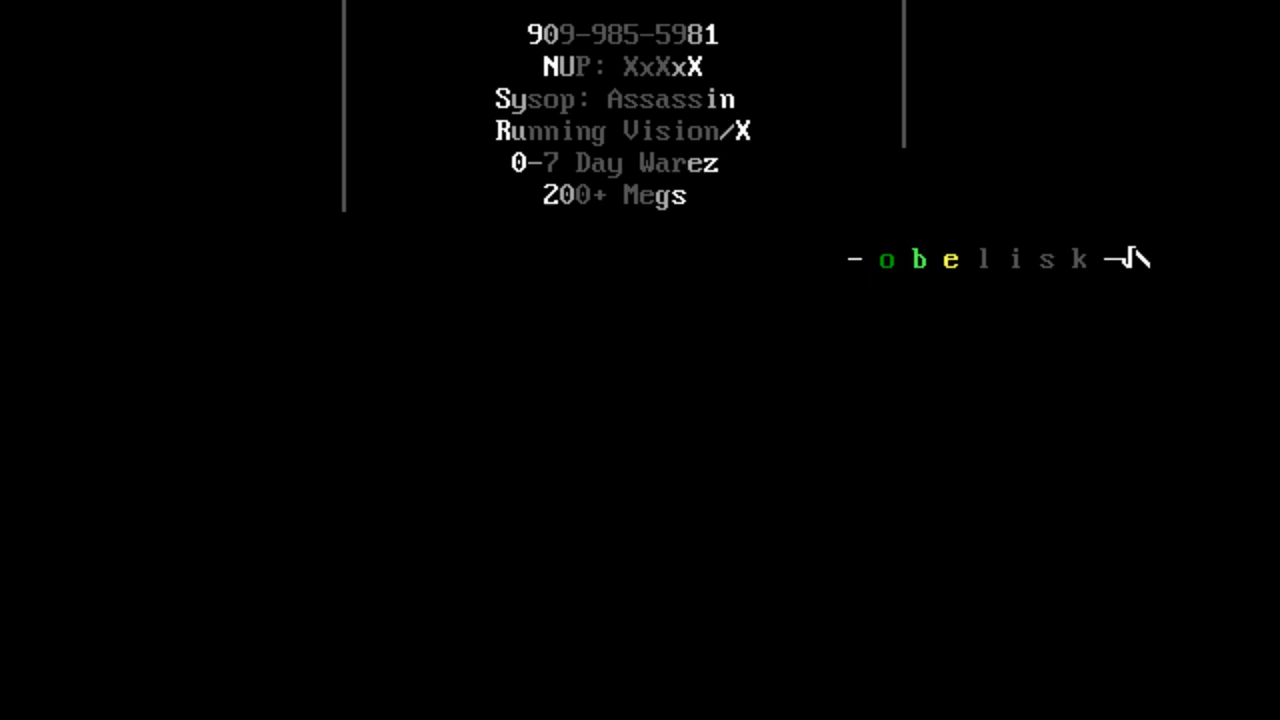 909-985-5981
NUP: XxXxX
Sysop: Assassin
Running Vision/X
0-7 Day Warez
200+ Megs
- o b e l i s k -√\